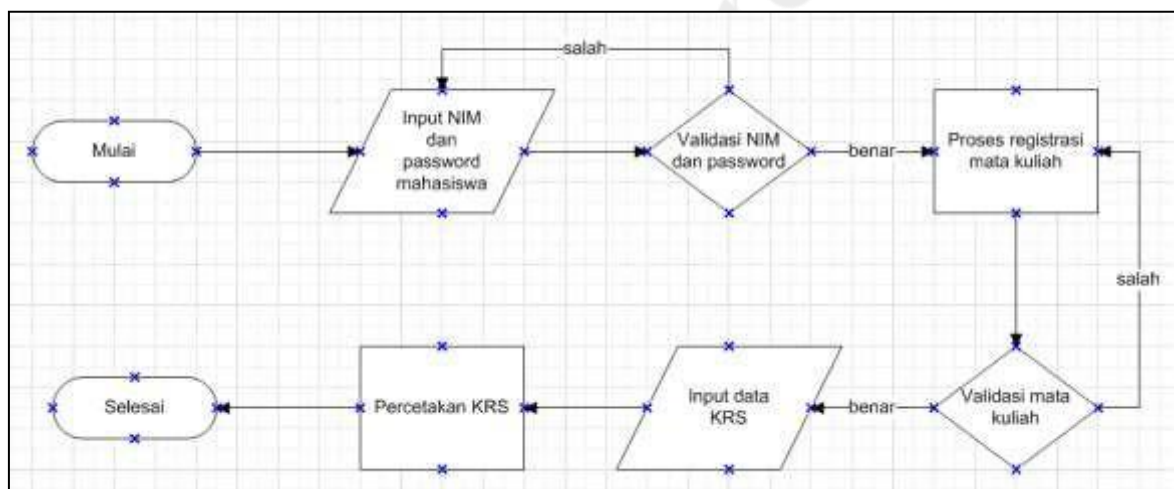 salah
Mulai
Input NIM
dan
password
mahasiswa
Validasi NIM
dan password
benar
Proses registrasi
mata kuliah
salah
Selesai
Percetakan KRS
Input data
KRS
benar
Validasi mata
kuliah